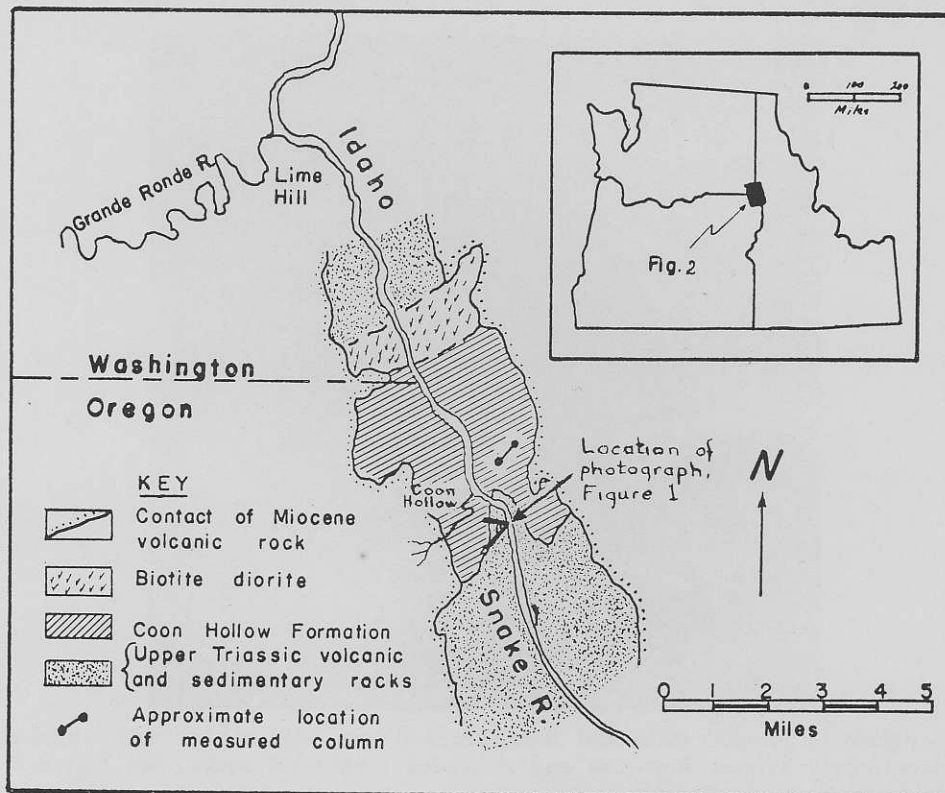 Idaho
Grande Ronde R.
Lime
Hill
0 100 200
Miles
Fig. 2
Washington
Oregon
Location of
photograph,
Figure 1
N
Coon
Hollow
KEY
Contact of Miocene
volcanic rock
Biotite diorite
Coon Hollow Formation
Upper Triassic volcanic
and sedimentary racks
Approximate location
of measured column
Snake R.
0 1 2 3 4 5
Miles